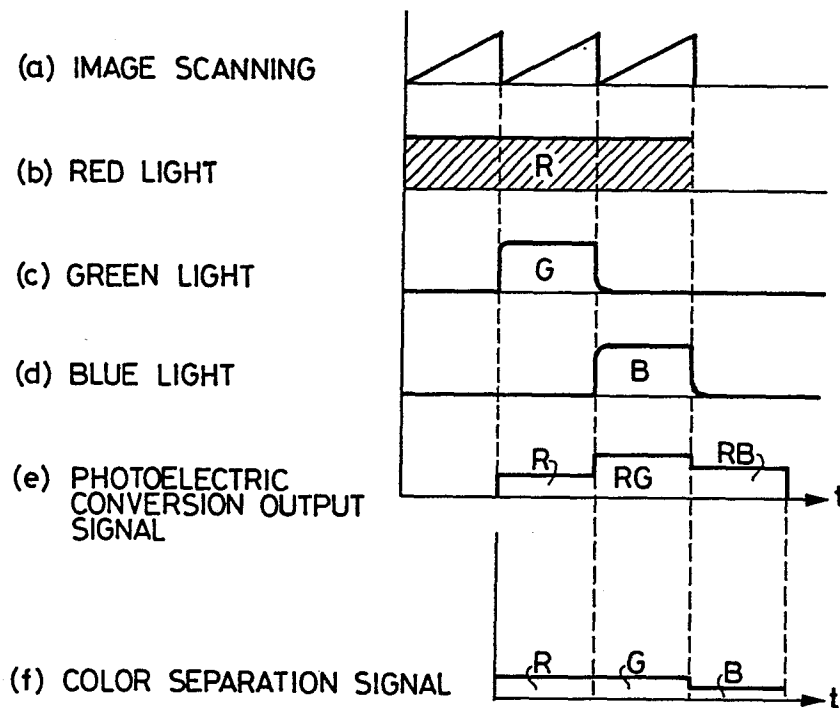 (a) IMAGE SCANNING
(b) RED LIGHT
R
(c) GREEN LIGHT
G
(d) BLUE LIGHT
B
(e) PHOTOELECTRIC
CONVERSION OUTPUT
SIGNAL
R
RG
RB
t
(f) COLOR SEPARATION SIGNAL
R
G
B
t